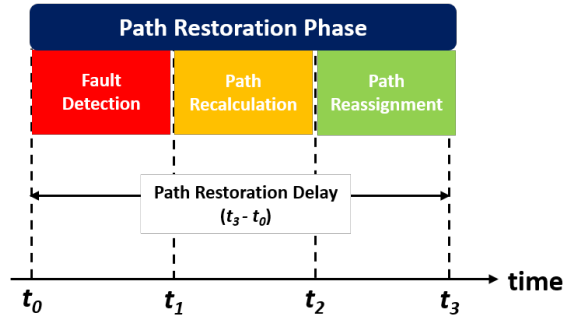 Path Restoration Phase
Fault
Detection
Path
Recalculation
Path
Reassignment
Path Restoration Delay
(t₃ - t₀)
t₀
t₁
t₂
t₃
time